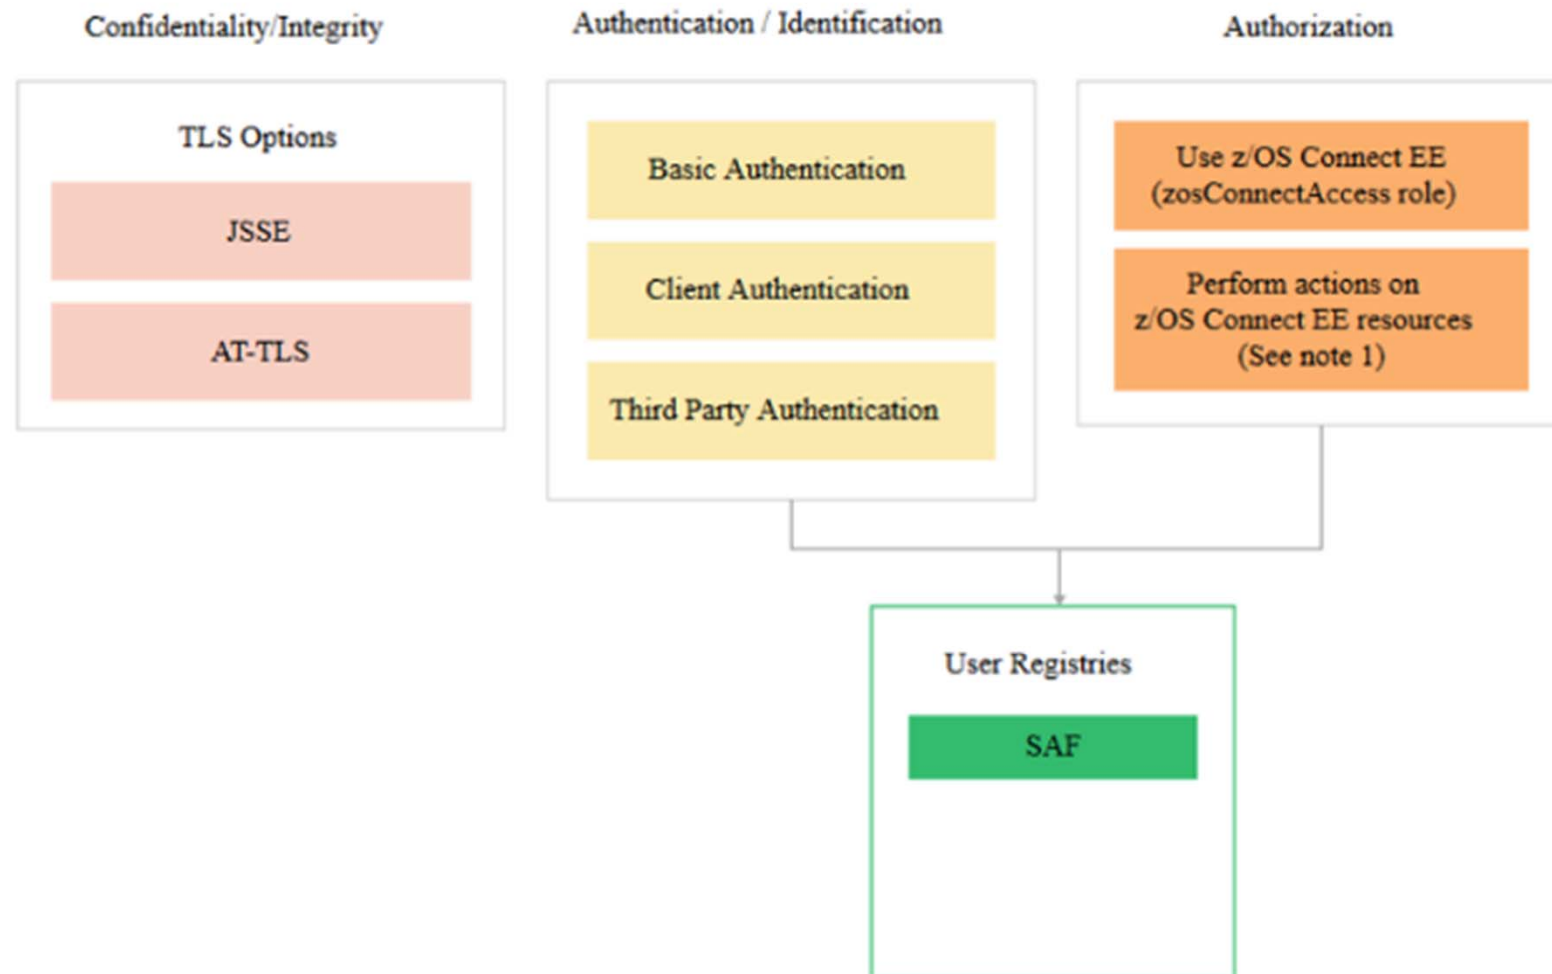 Confidentiality/Integrity
Authentication / Identification
Authorization
TLS Options
JSSE
AT-TLS
Basic Authentication
Client Authentication
Third Party Authentication
Use z/OS Connect EE
(zosConnectAccess role)
Perform actions on
z/OS Connect EE resources
(See note 1)
User Registries
SAF